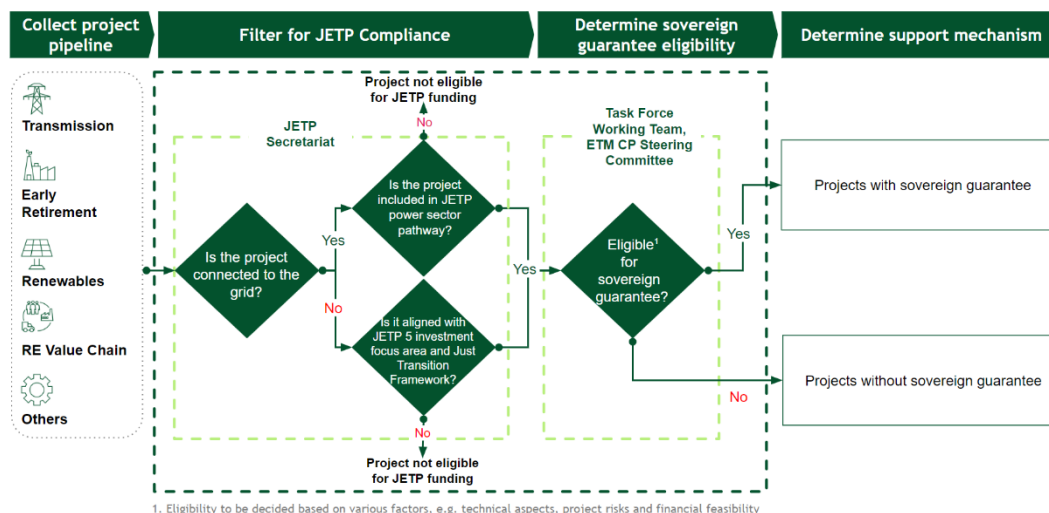 Collect project
pipeline
Filter for JETP Compliance
Determine sovereign
guarantee eligibility
Determine support mechanism
Transmission
Early
Retirement
Renewables
RE Value Chain
Others
Project not eligible
for JETP funding
No
JETP
Secretariat
Is the project
included in JETP
power sector
pathway?
Is the project
connected to the
grid?
Yes
No
Is it aligned with
JETP 5 investment
focus area and Just
Transition
Framework?
No
Project not eligible
for JETP funding
Yes
Task Force
Working Team,
ETM CP Steering
Committee
Eligible¹
for
sovereign
guarantee?
Yes
No
Projects with sovereign guarantee
Projects without sovereign guarantee
1. Eligibility to be decided based on various factors, e.g. technical aspects, project risks and financial feasibility